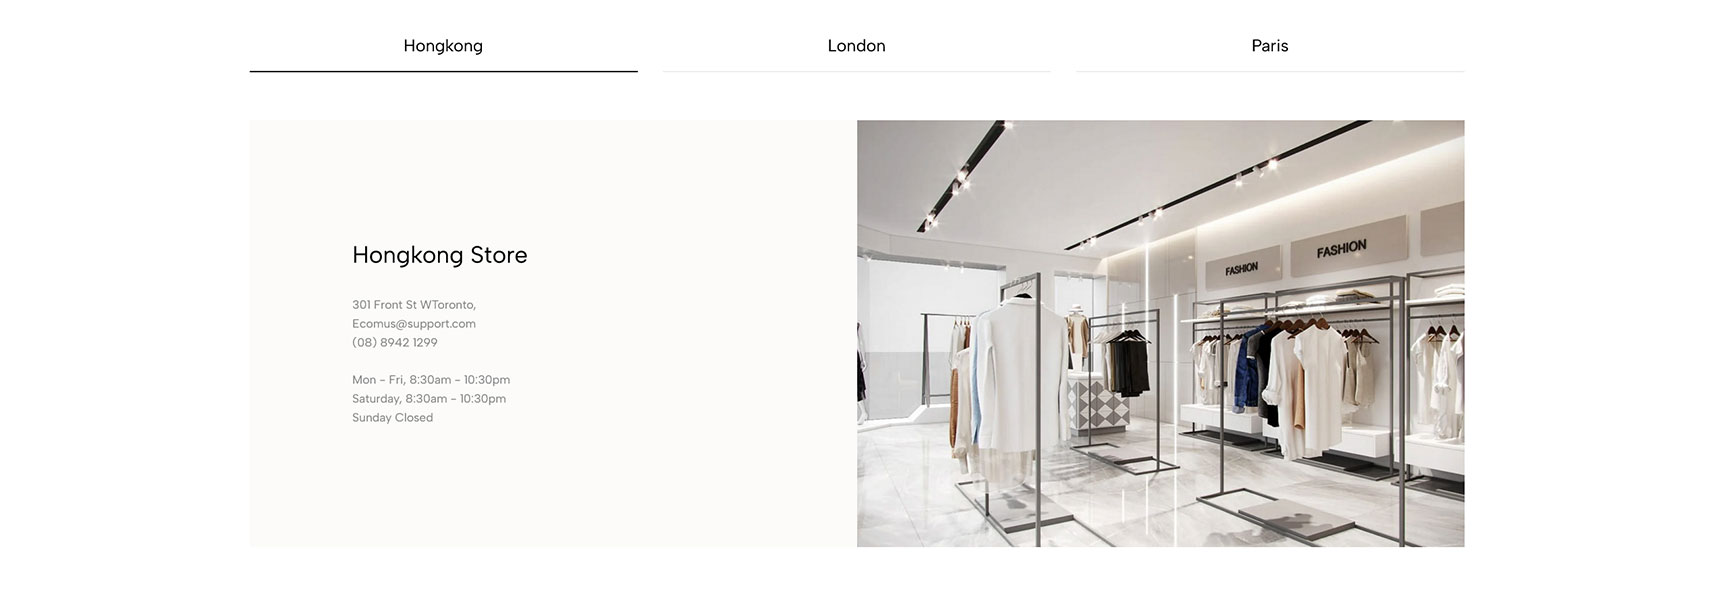 Hongkong
London
Paris
Hongkong Store
301 Front St WToronto,
Ecomus@support.com
(08) 8942 1299
Mon - Fri, 8:30am - 10:30pm
Saturday, 8:30am - 10:30pm
Sunday Closed
FASHION
FASHION